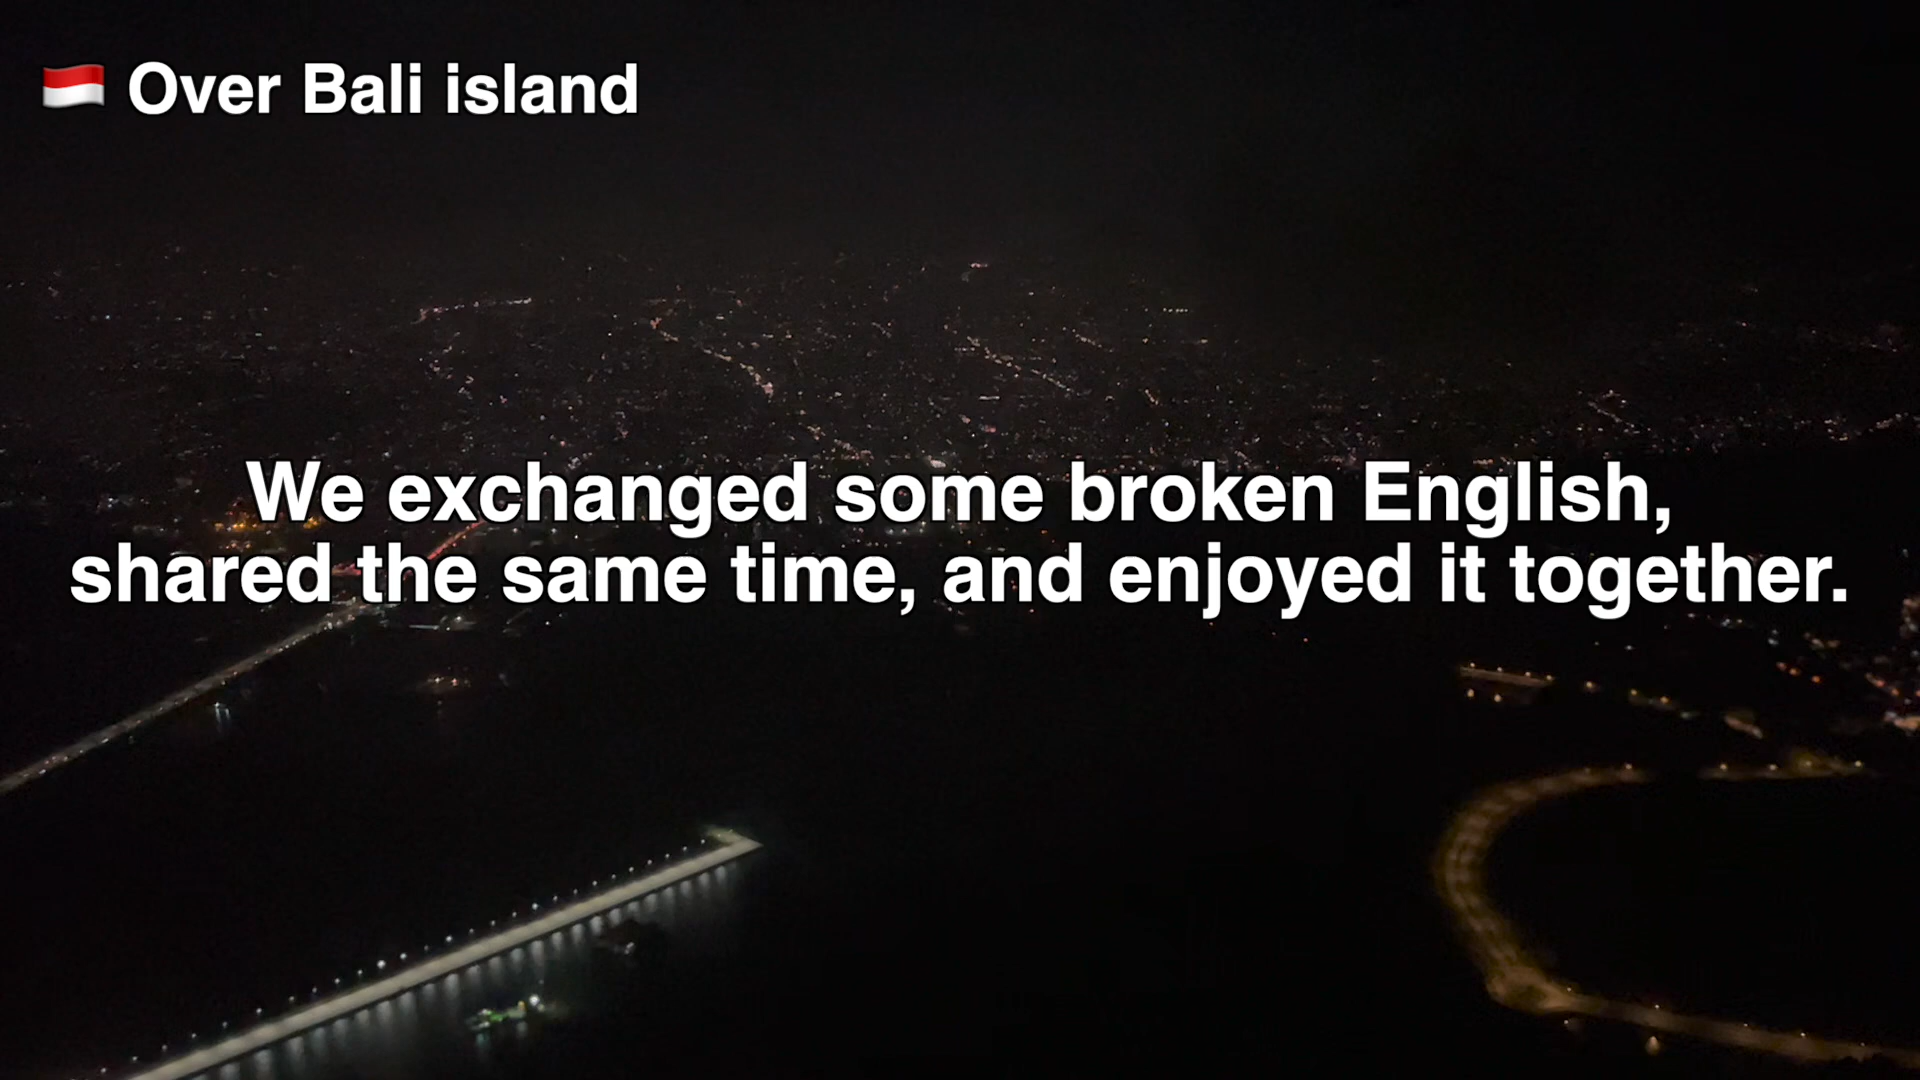 🇮🇩 Over Bali island
We exchanged some broken English,
shared the same time, and enjoyed it together.